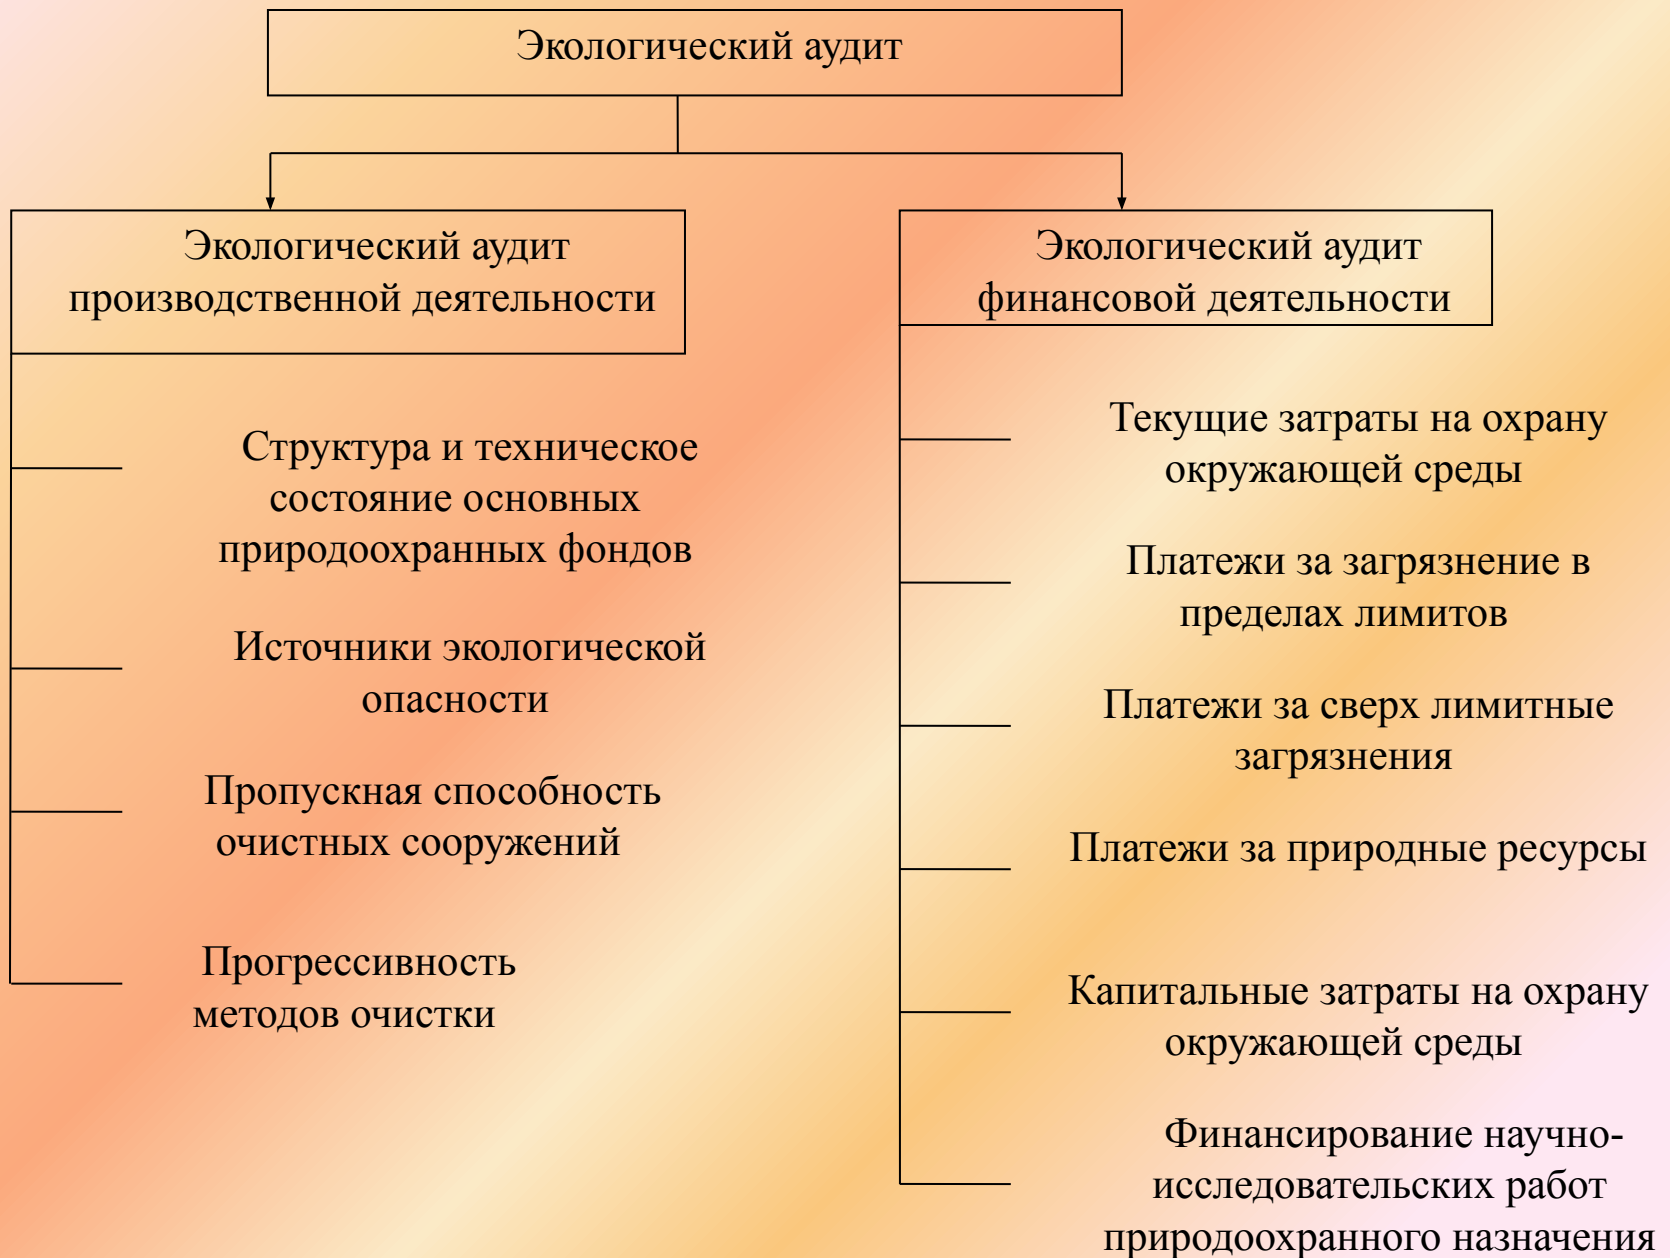 Экологический аудит
Экологический аудит
производственной деятельности
Структура и техническое
состояние основных
природоохранных фондов
Источники экологической
опасности
Пропускная способность
очистных сооружений
Прогрессивность
методов очистки
Экологический аудит
финансовой деятельности
Текущие затраты на охрану
окружающей среды
Платежи за загрязнение в
пределах лимитов
Платежи за сверх лимитные
загрязнения
Платежи за природные ресурсы
Капитальные затраты на охрану
окружающей среды
Финансирование научно-
исследовательских работ
природоохранного назначения